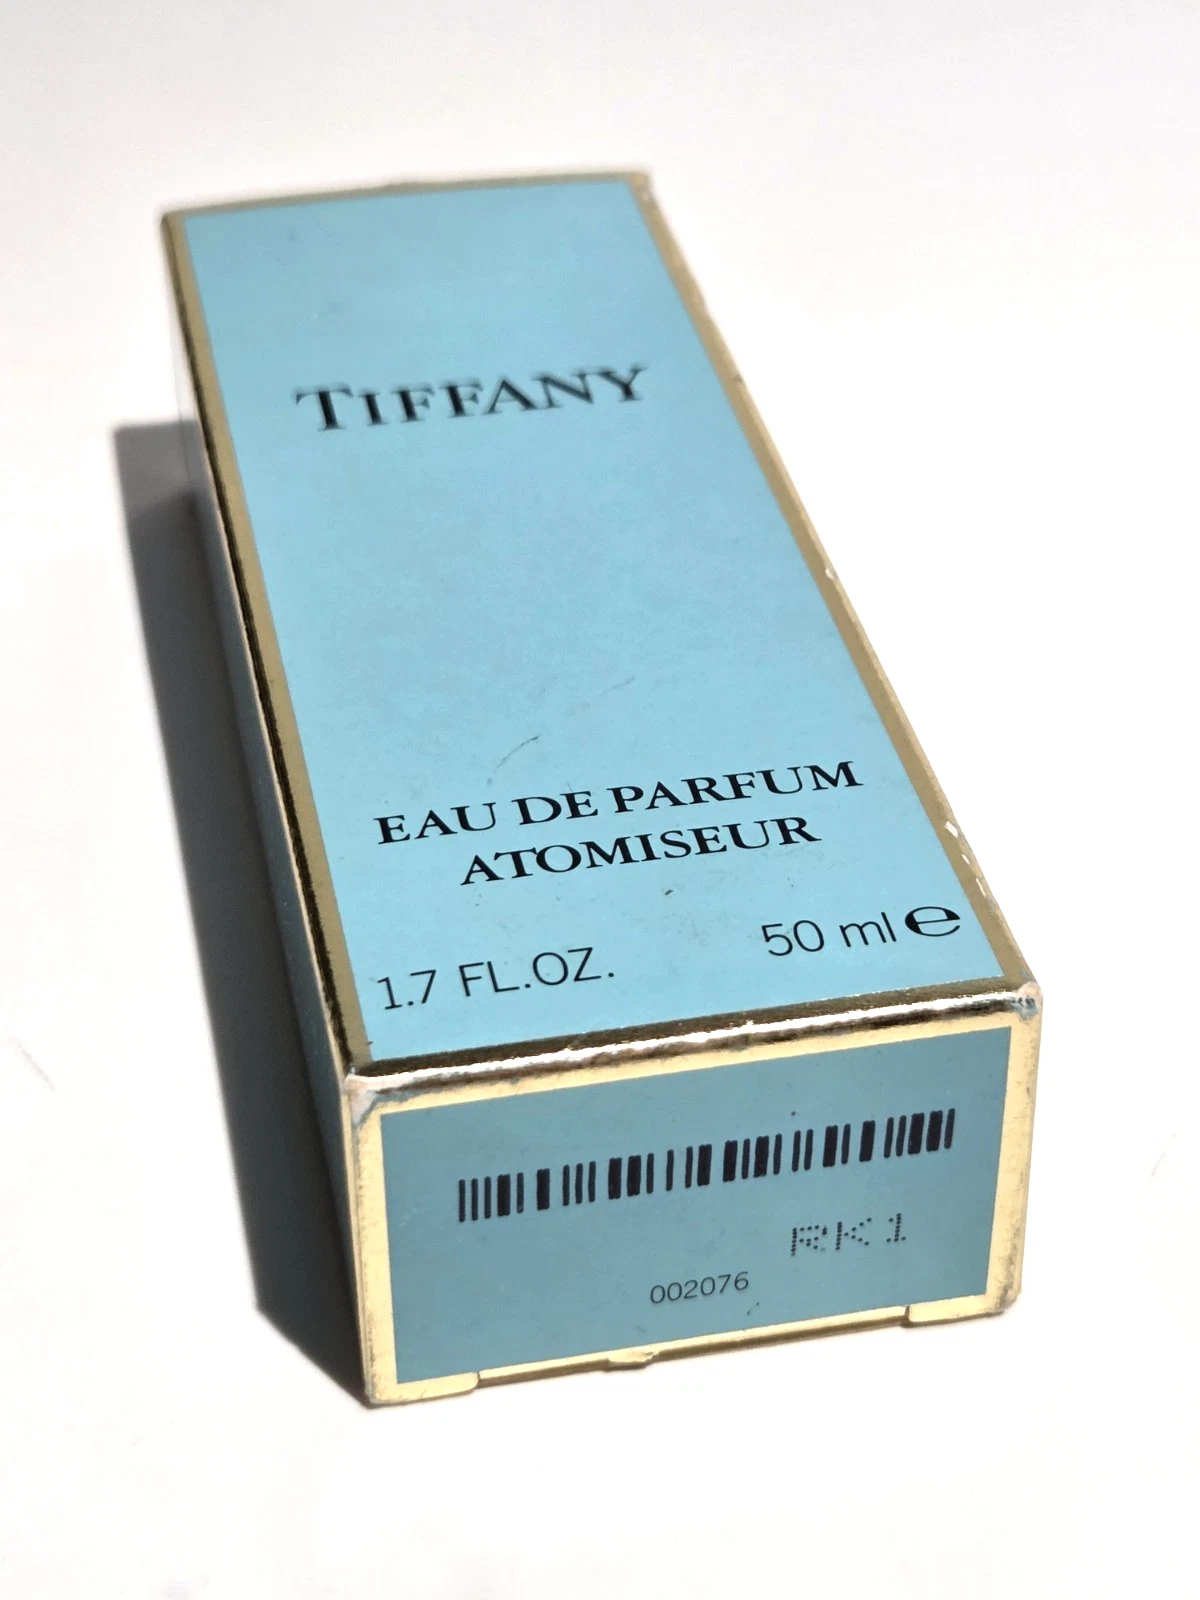 TIFFANY
EAU DE PARFUM
ATOMISEUR
1.7 FL.OZ. 50 ml ℮
RK1
002076